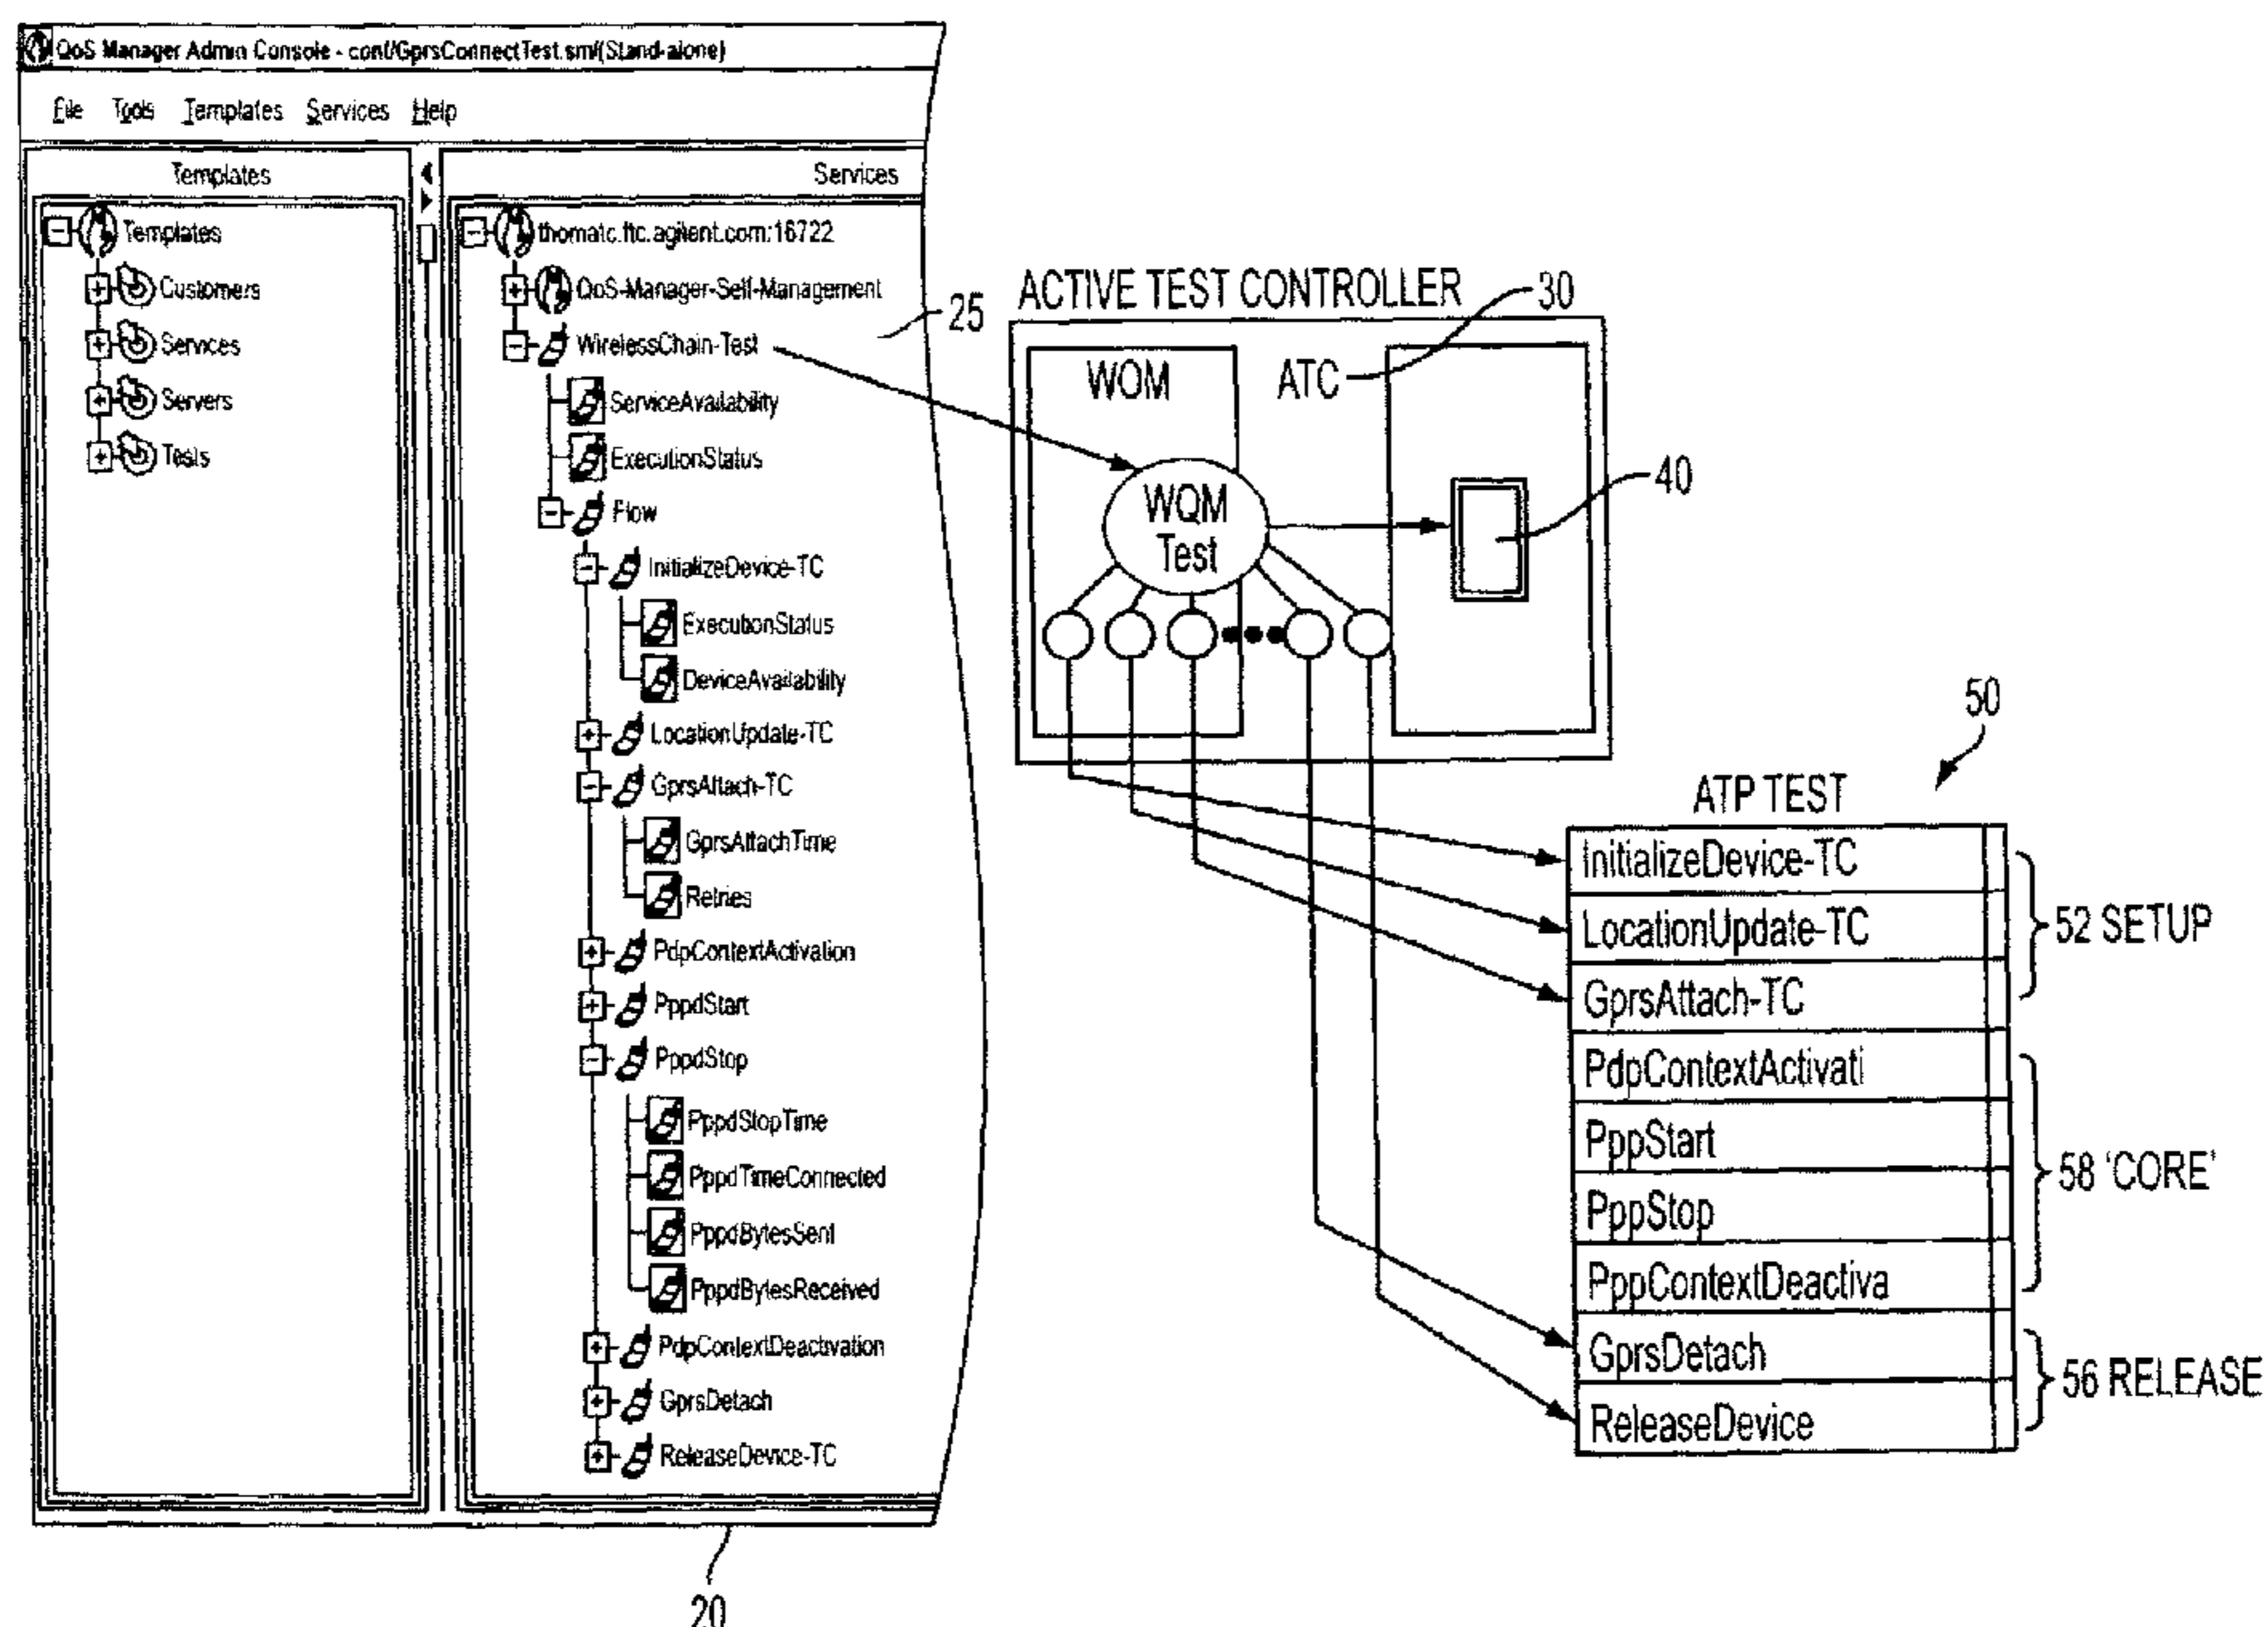 QoS Manager Admin Console - conf/GprsConnectTest.smf(Stand-alone)
File Tools Templates Services Help
Templates
Templates
Customers
Services
Servers
Tests
Services
thomatc.ftc.agilent.com:16722
QoS-Manager-Self-Management
WirelessChain-Test
25
ServiceAvailability
ExecutionStatus
Flow
InitializeDevice-TC
ExecutionStatus
DeviceAvailability
LocationUpdate-TC
GprsAttach-TC
GprsAttachTime
Retries
PdpContextActivation
PppdStart
PppdStop
PppdStopTime
PppdTimeConnected
PppdBytesSent
PppdBytesReceived
PdpContextDeactivation
GprsDetach
ReleaseDevice-TC
20
ACTIVE TEST CONTROLLER
30
WOM
ATC
WQM
Test
40
50
ATP TEST
InitializeDevice-TC
LocationUpdate-TC
GprsAttach-TC
52 SETUP
PdpContextActivati
PppStart
PppStop
PppContextDeactiva
58 'CORE'
GprsDetach
ReleaseDevice
56 RELEASE